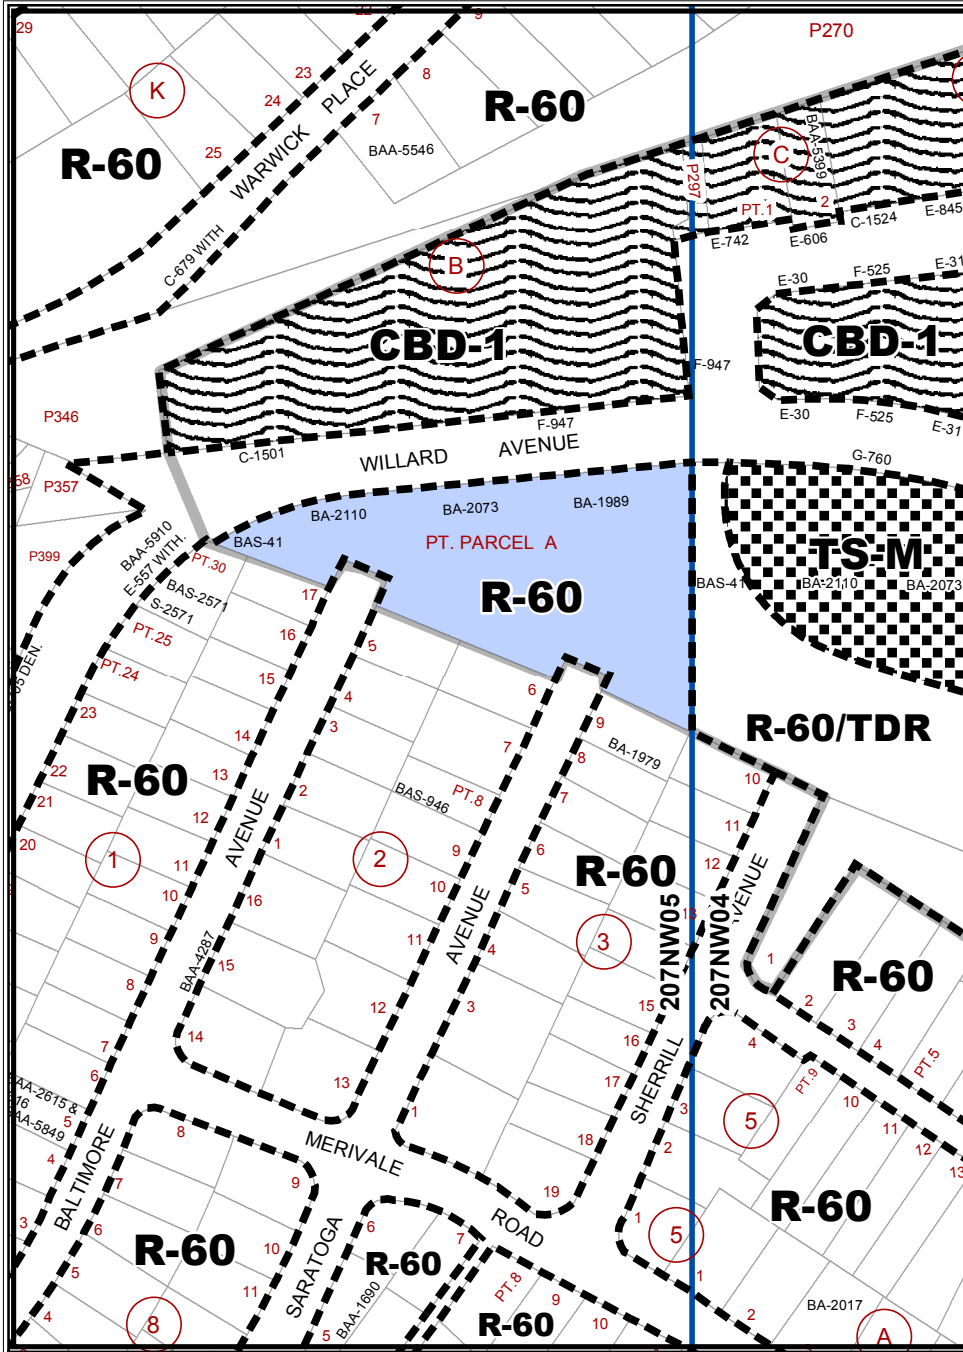 29
22
9
P270
K
23
PLACE
8
24
R-60
7
WARWICK
BAA-5546
BAA-5399
C
R-60
25
P297
PT.1
2
C-1524
E-845
E-742
E-606
C-679 WITH
B
E-30
F-525
E-31
CBD-1
CBD-1
F-947
P346
E-30
F-525
E-31
F-947
C-1501
WILLARD
AVENUE
G-760
P357
BA-2110
BA-2073
BA-1989
BAA-5910
E-557 WITH.
BAS-41
PT. PARCEL A
P399
PT.30
TS-M
BAS-2571
17
R-60
BAS-41
BA-2110
BA-2073
S-2571
PT.25
16
5
PT.24
15
6
4
23
3
9
14
7
8
R-60/TDR
BA-1979
22
R-60
13
2
BAS-946
PT.8
7
10
21
12
11
20
1
AVENUE
1
2
9
6
12
11
10
R-60
5
10
16
AVENUE
13
AVENUE
9
11
3
207NW05
207NW04
BAA-4287
15
4
1
8
R-60
12
3
15
2
14
3
7
16
4
4
SHERRILL
PT.5
6
13
17
PT.9
BAA-2615 &
BAA-5849
5
1
3
10
8
5
11
4
MERIVALE
18
2
12
13
BALTIMORE
7
9
19
3
6
6
ROAD
1
R-60
R-60
10
SARATOGA
7
5
5
R-60
1
11
PT.8
9
2
BA-2017
4
8
BAA-1690
5
R-60
10
A